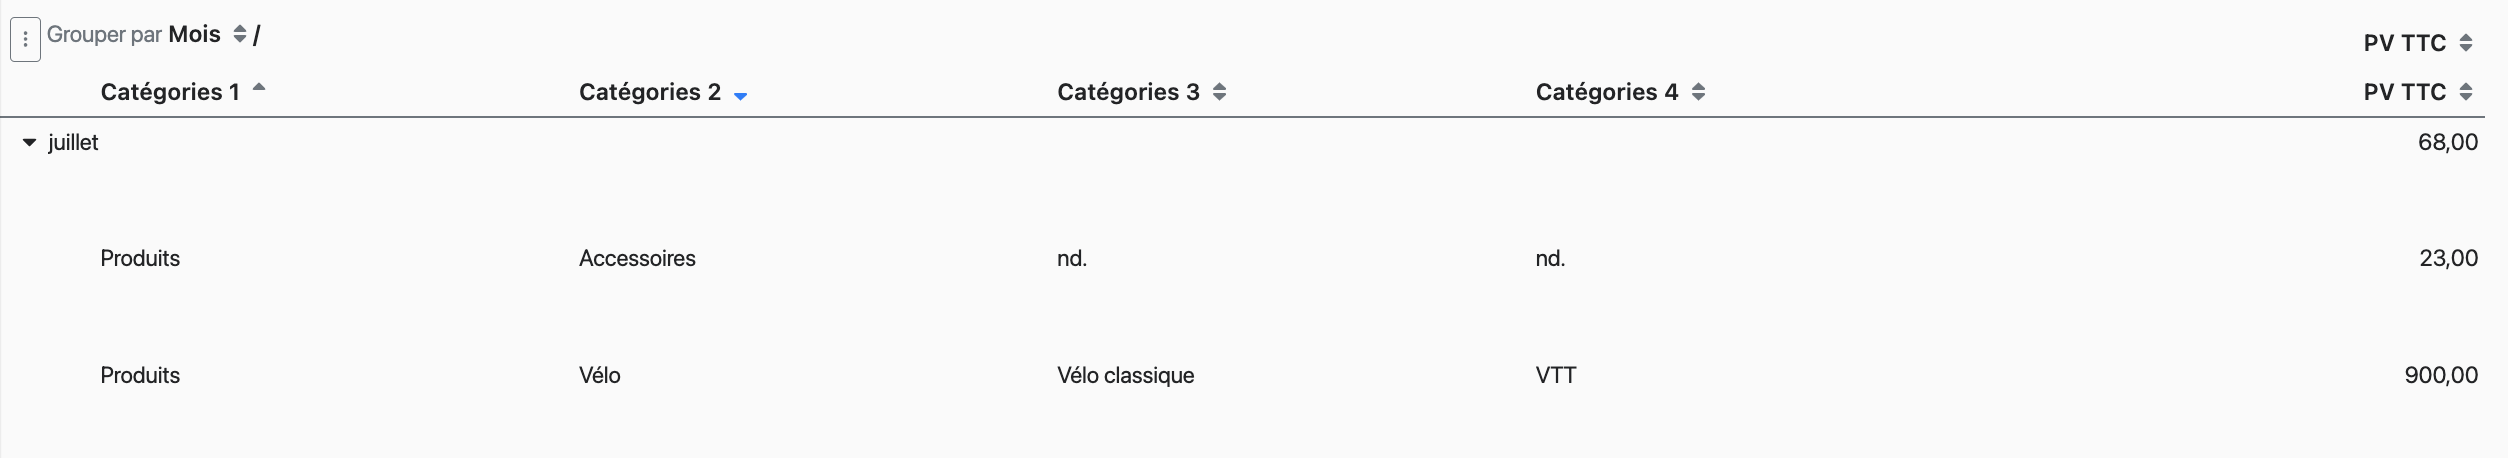 Grouper par Mois /
PV TTC
Catégories 1 Catégories 2 Catégories 3 Catégories 4 PV TTC
juillet 68,00
Produits Accessoires nd. nd. 23,00
Produits Vélo Vélo classique VTT 900,00